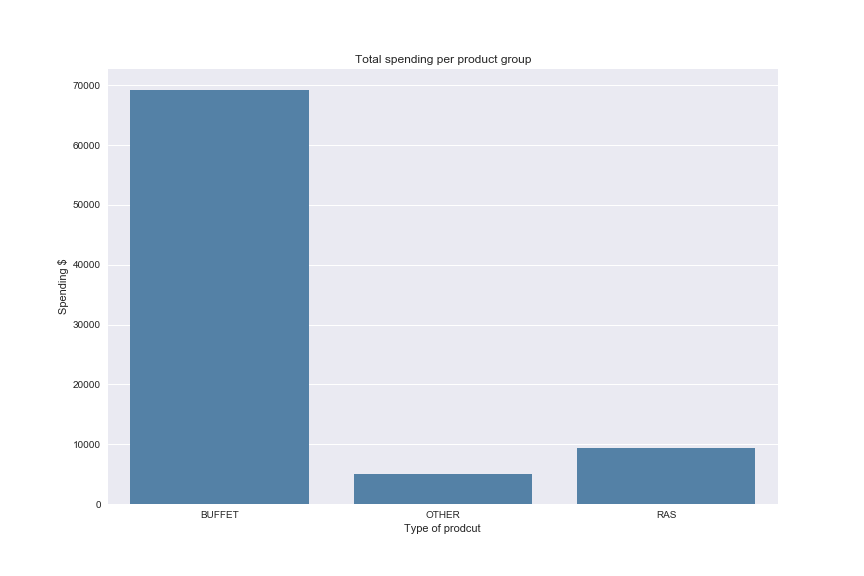 Total spending per product group
70000
60000
50000
40000
30000
20000
10000
0
Spending $
BUFFET OTHER RAS
Type of prodcut